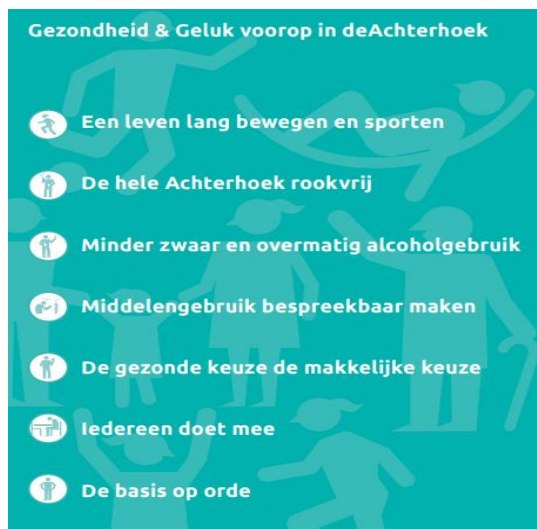 Gezondheid & Geluk voorop in deAchterhoek
Een leven lang bewegen en sporten
De hele Achterhoek rookvrij
Minder zwaar en overmatig alcoholgebruik
Middelengebruik bespreekbaar maken
De gezonde keuze de makkelijke keuze
Iedereen doet mee
De basis op orde